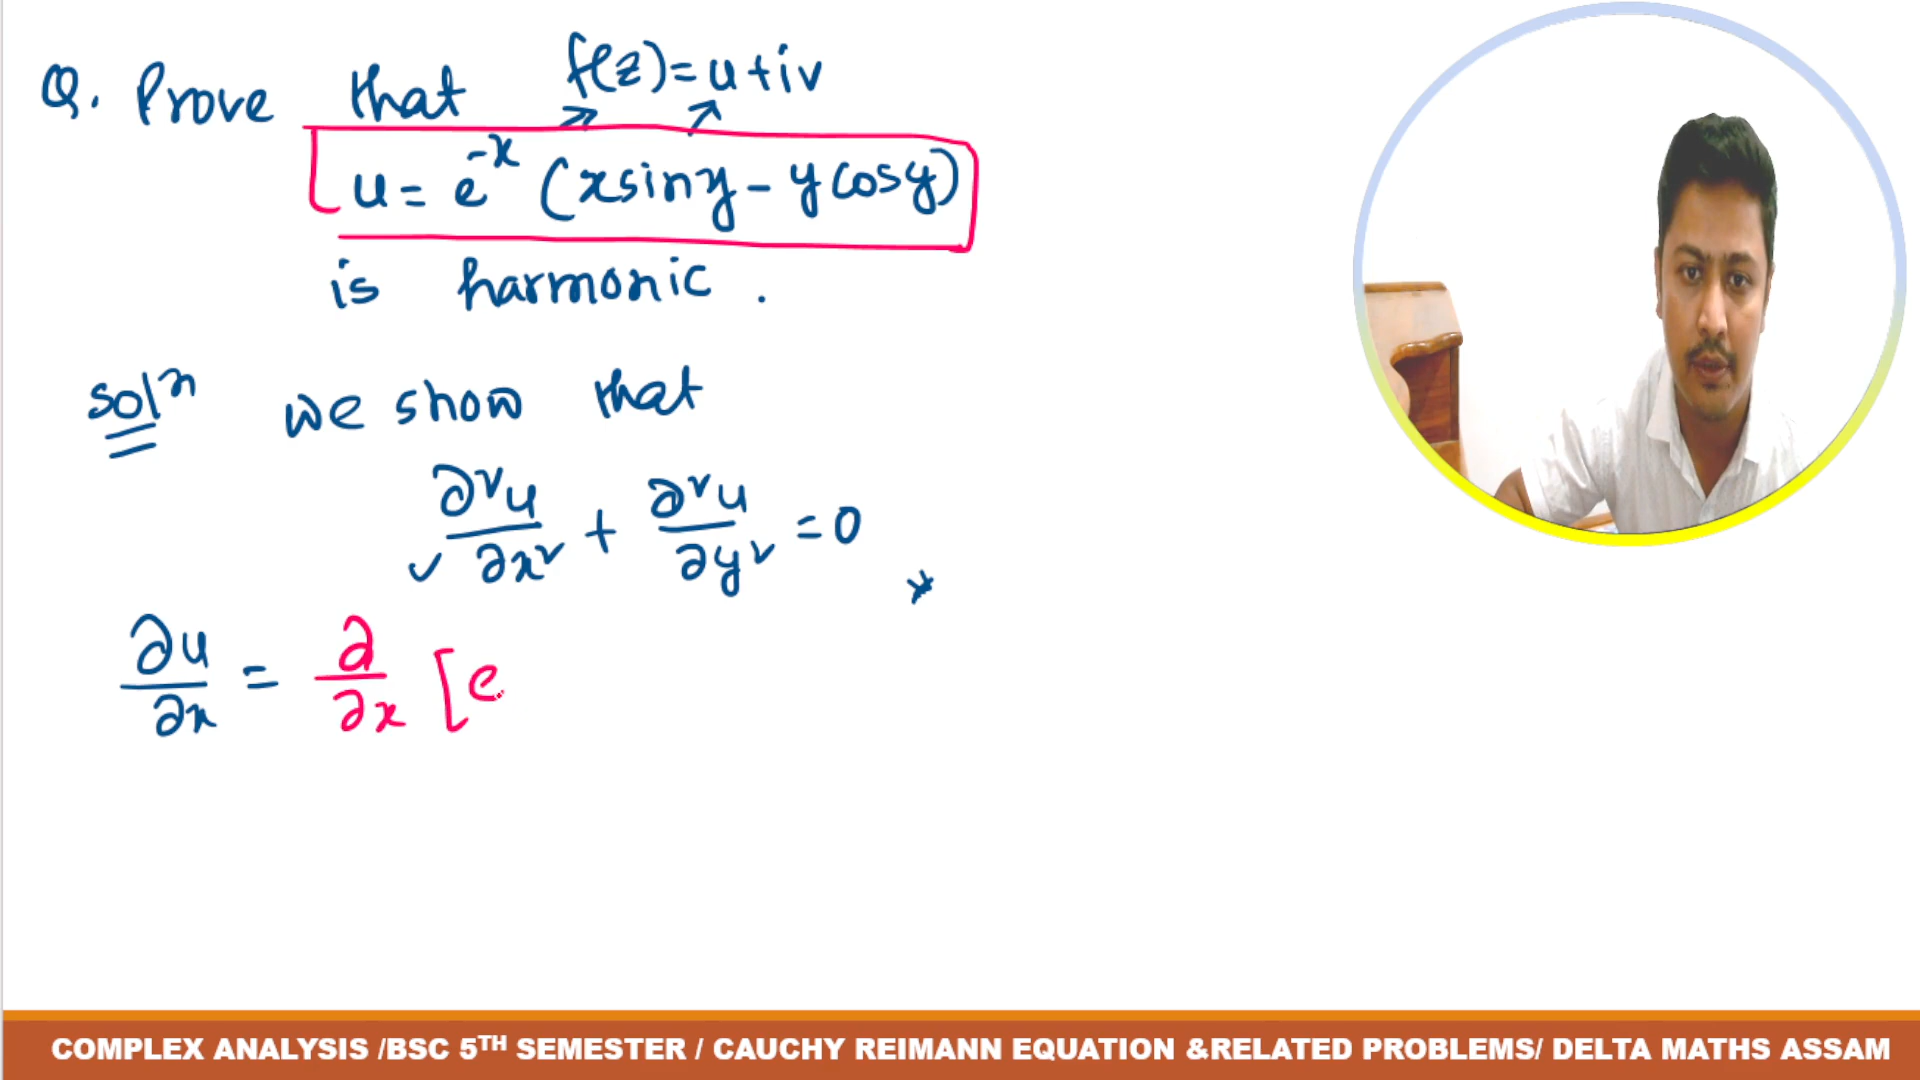 f(z)=u+iv
Q. Prove that
u = e^{-x} (x sin y - y cos y)
is harmonic .
Solⁿ we show that
∂²u/∂x² + ∂²u/∂y² = 0
∂u/∂x = ∂/∂x [e
COMPLEX ANALYSIS /BSC 5TH SEMESTER / CAUCHY REIMANN EQUATION &RELATED PROBLEMS/ DELTA MATHS ASSAM